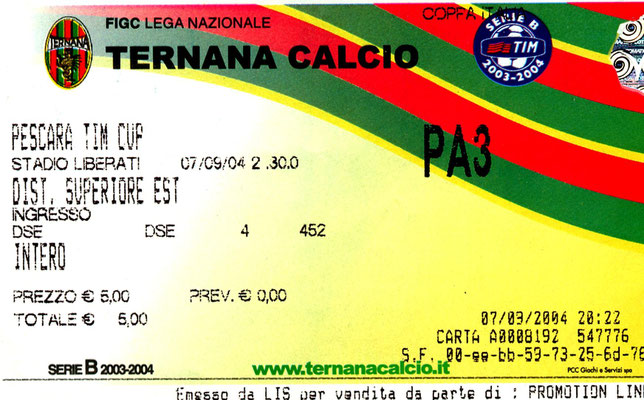 FIGC LEGA NAZIONALE
COPPA ITALIA
TERNANA
TERNANA CALCIO
SERIE B
TIM
2003-2004
PESCARA TIM CUP
PA3
STADIO LIBERATI 07/09/04 2 .30.0
DIST. SUPERIORE EST
INGRESSO
DSE DSE 4 452
INTERO
PREZZO € 5,00 PREV. € 0,00
TOTALE € 5,00
07/09/2004 20:22
CARTA A0008192 547776
S.F. 00-ee-bb-59-73-25-6d-76
SERIE B 2003-2004
www.ternanacalcio.it
PCC Giochi e Servizi spa
Emesso da LIS per vendita da parte di : PROMOTION LINE